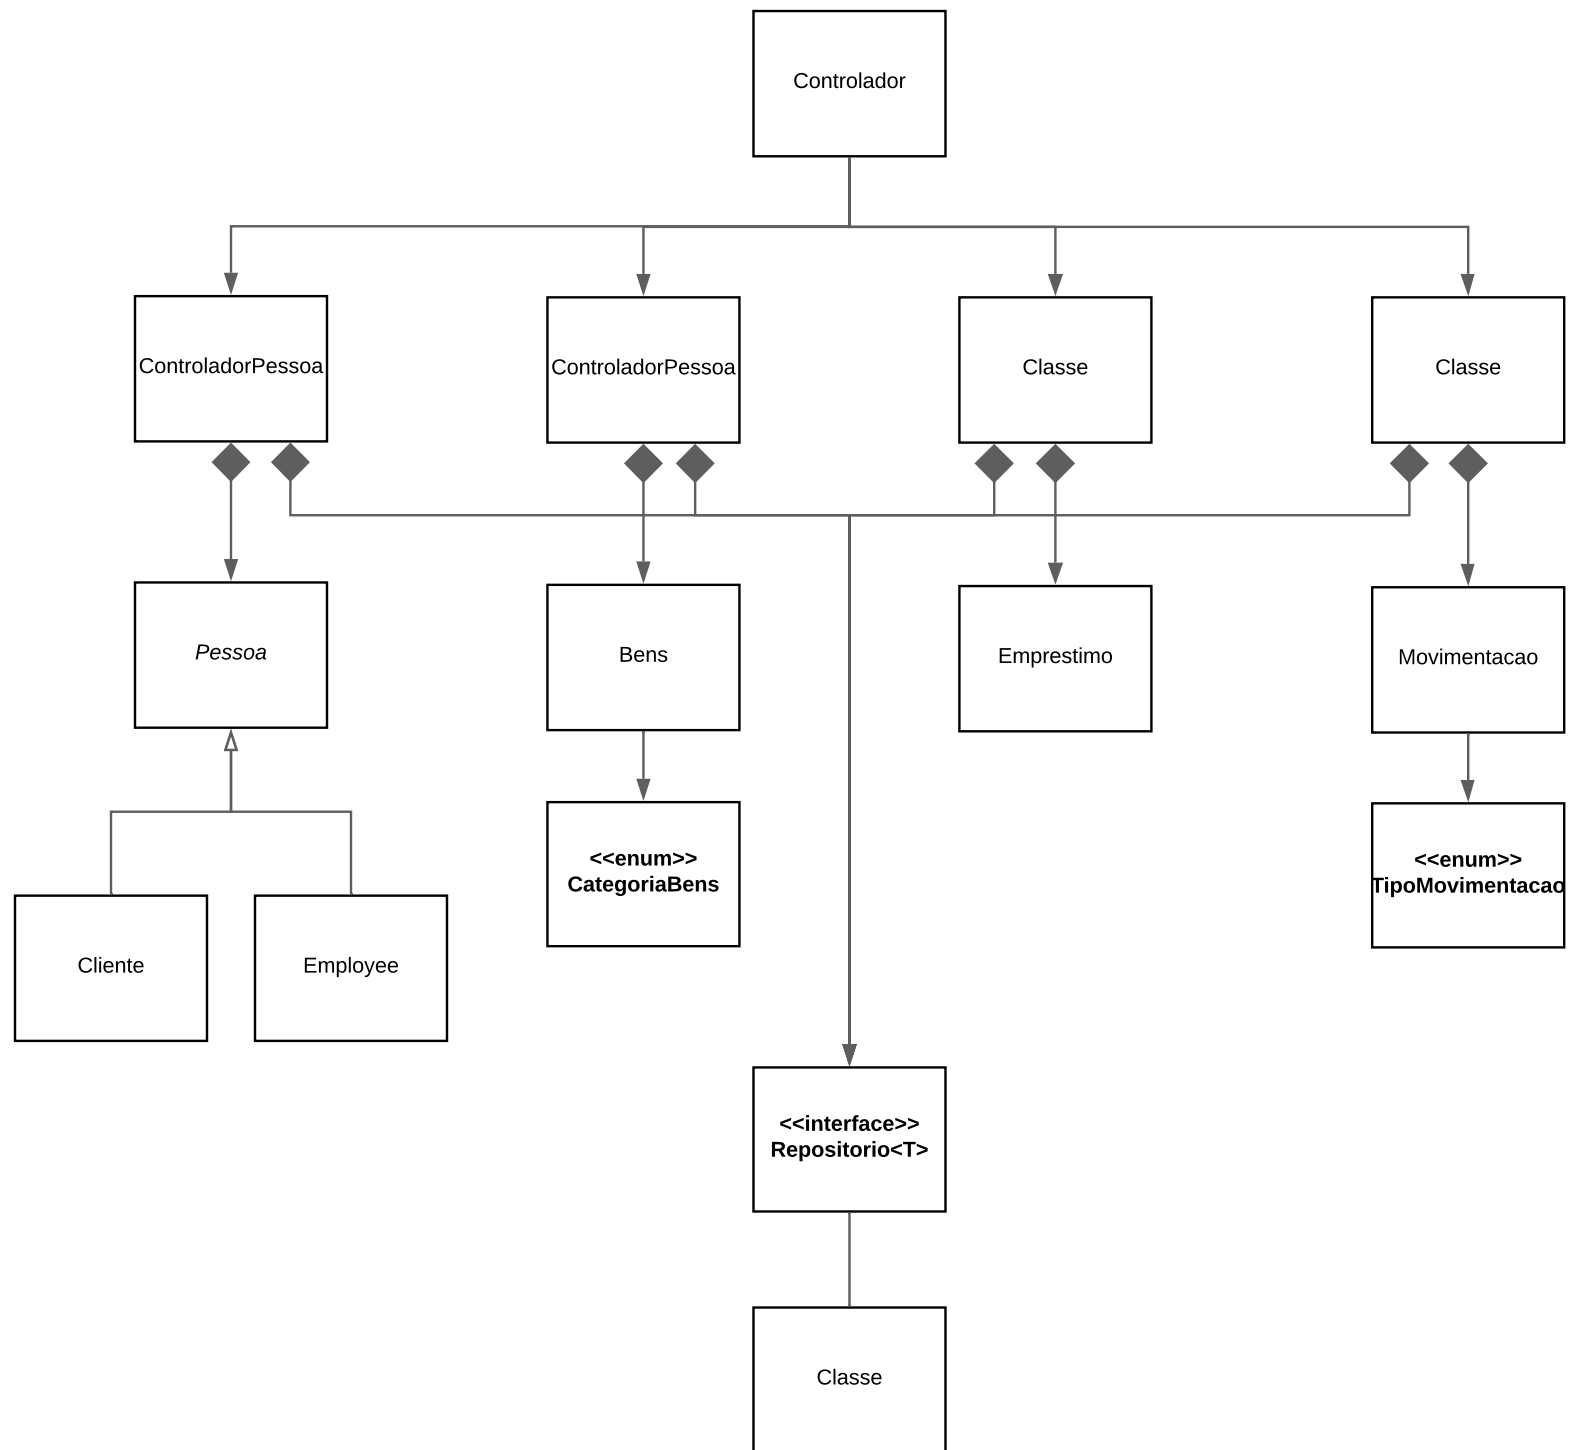 Controlador
ControladorPessoa
ControladorPessoa
Classe
Classe
Pessoa
Bens
Emprestimo
Movimentacao
<<enum>>
CategoriaBens
<<enum>>
TipoMovimentacao
Cliente
Employee
<<interface>>
Repositorio<T>
Classe